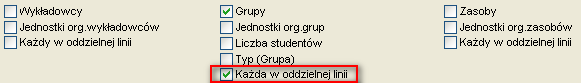 Wykładowcy
Jednostki org.wykładowców
Każdy w oddzielnej linii
Grupy
Jednostki org.grup
Liczba studentów
Typ (Grupa)
Każda w oddzielnej linii
Zasoby
Jednostki org.zasobów
Każdy w oddzielnej linii